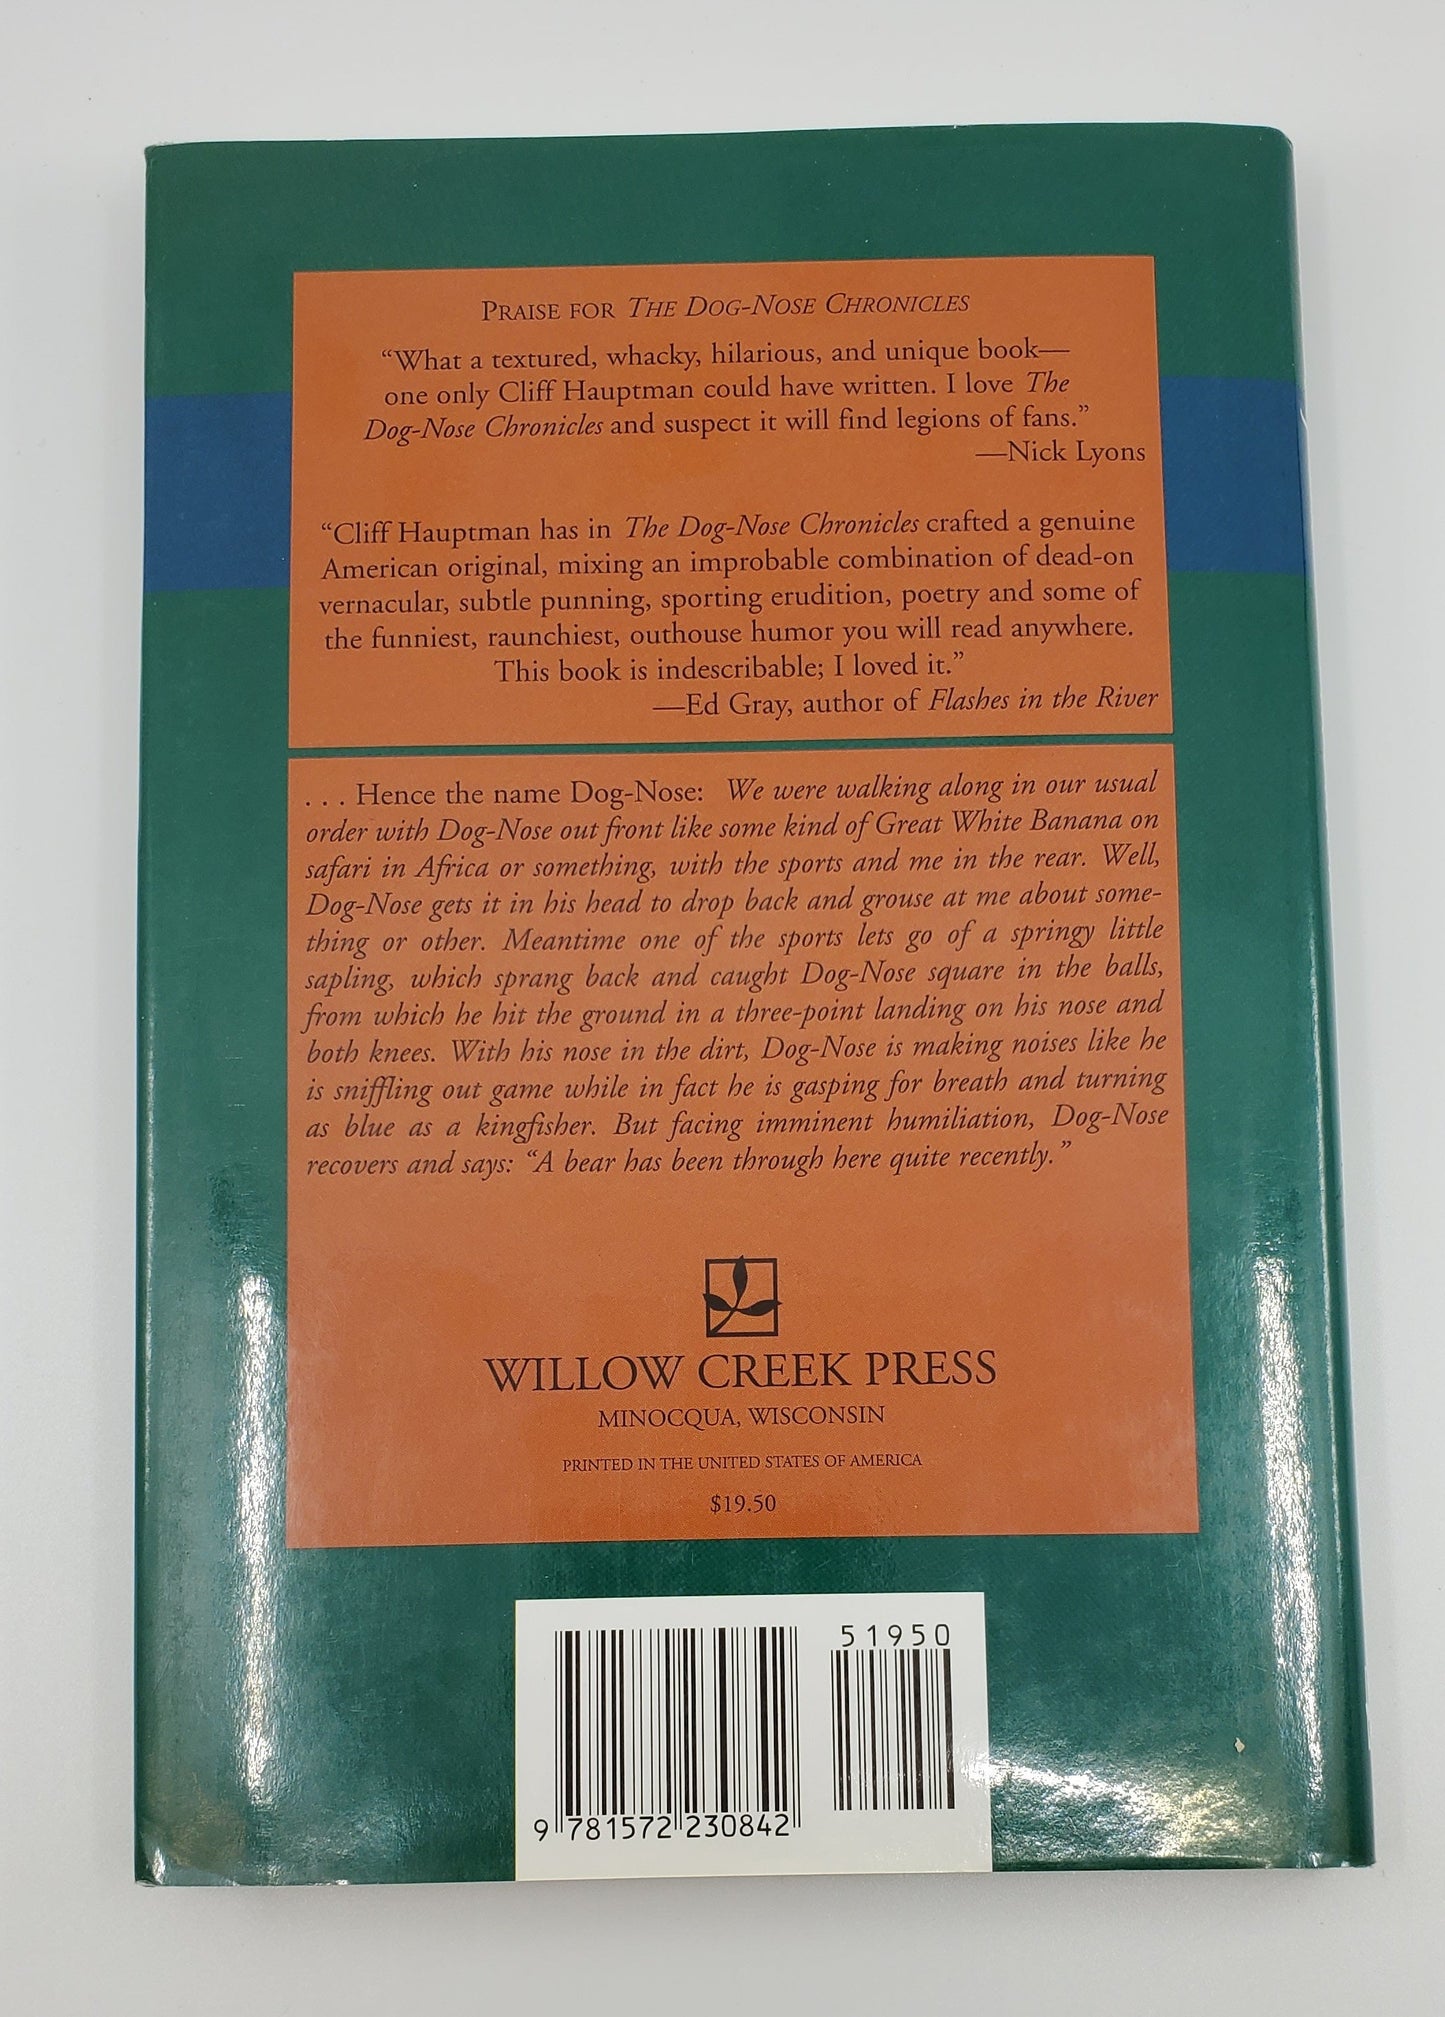 PRAISE FOR THE DOG-NOSE CHRONICLES
“What a textured, whacky, hilarious, and unique book—
one only Cliff Hauptman could have written. I love The
Dog-Nose Chronicles and suspect it will find legions of fans.”
—Nick Lyons
“Cliff Hauptman has in The Dog-Nose Chronicles crafted a genuine
American original, mixing an improbable combination of dead-on
vernacular, subtle punning, sporting erudition, poetry and some of
the funniest, raunchiest, outhouse humor you will read anywhere.
This book is indescribable; I loved it.”
—Ed Gray, author of Flashes in the River
. . . Hence the name Dog-Nose: We were walking along in our usual
order with Dog-Nose out front like some kind of Great White Banana on
safari in Africa or something, with the sports and me in the rear. Well,
Dog-Nose gets it in his head to drop back and grouse at me about some-
thing or other. Meantime one of the sports lets go of a springy little
sapling, which sprang back and caught Dog-Nose square in the balls,
from which he hit the ground in a three-point landing on his nose and
both knees. With his nose in the dirt, Dog-Nose is making noises like he
is sniffling out game while in fact he is gasping for breath and turning
as blue as a kingfisher. But facing imminent humiliation, Dog-Nose
recovers and says: “A bear has been through here quite recently.”
WILLOW CREEK PRESS
MINOCQUA, WISCONSIN
PRINTED IN THE UNITED STATES OF AMERICA
$19.50
51950
9 781572 230842